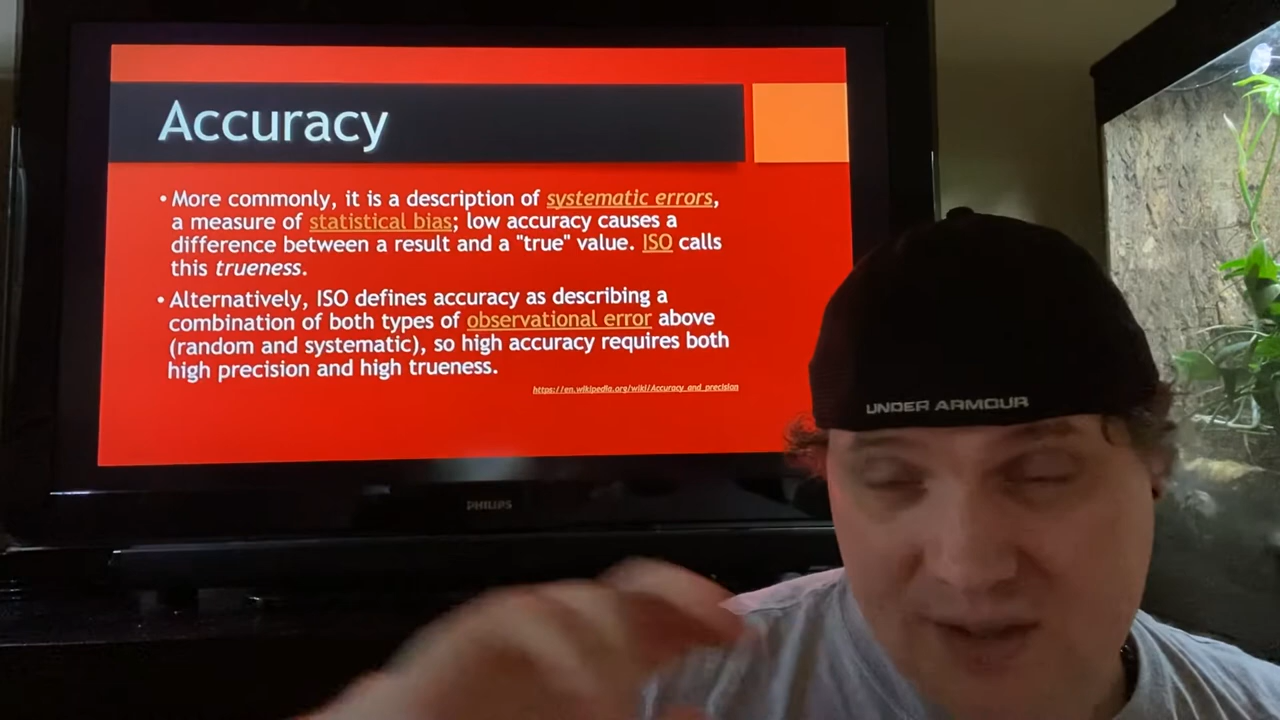 Accuracy
• More commonly, it is a description of systematic errors,
a measure of statistical bias; low accuracy causes a
difference between a result and a "true" value. ISO calls
this trueness.
• Alternatively, ISO defines accuracy as describing a
combination of both types of observational error above
(random and systematic), so high accuracy requires both
high precision and high trueness.
https://en.wikipedia.org/wiki/Accuracy_and_precision
UNDER ARMOUR
PHILIPS